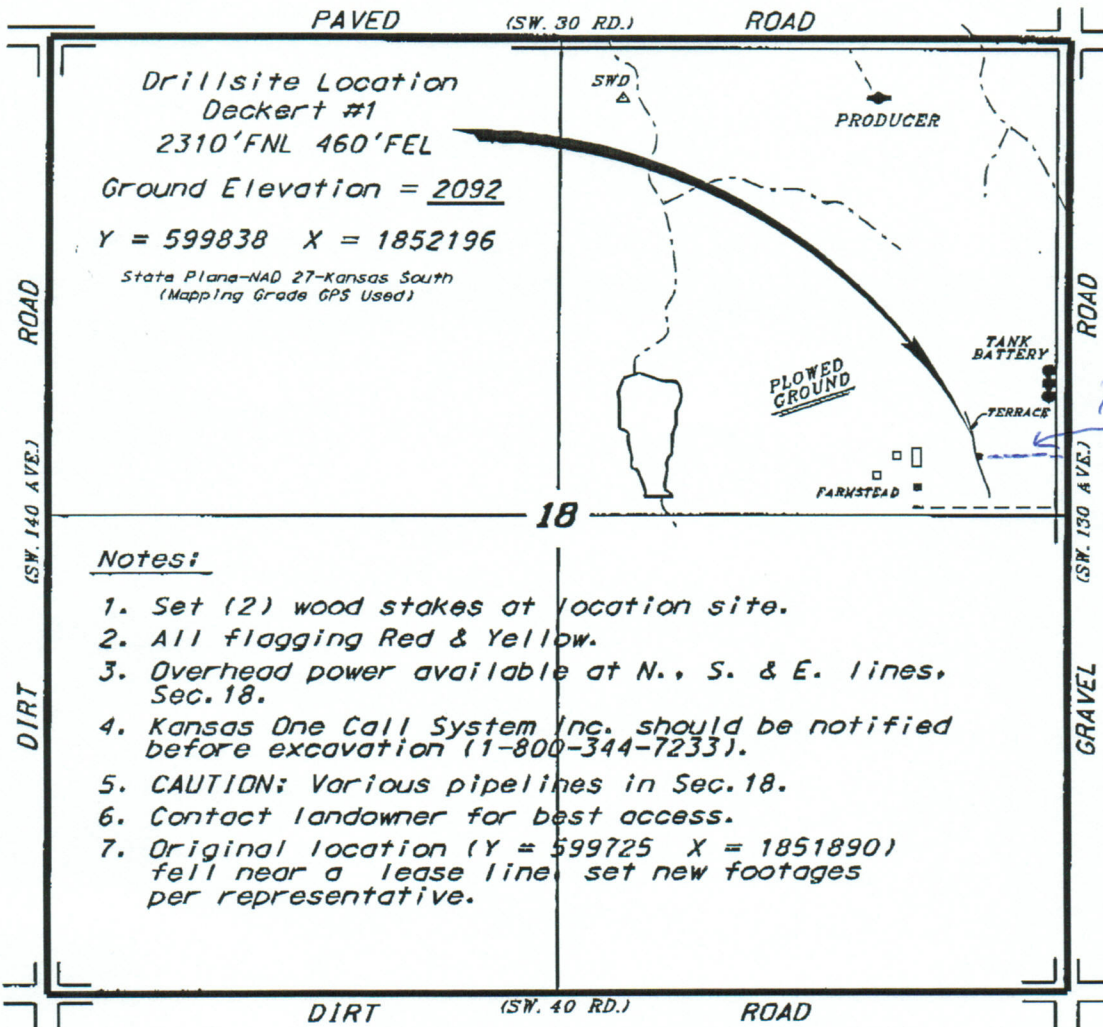 PAVED (SW. 30 RD.) ROAD
Drillsite Location
Deckert #1
2310'FNL 460'FEL
Ground Elevation = 2092
Y = 599838 X = 1852196
State Plane-NAD 27-Kansas South
(Mapping Grade GPS Used)
SWD
PRODUCER
TANK
BATTERY
PLOWED
GROUND
TERRACE
FARMSTEAD
18
ROAD
(SW. 140 AVE.)
DIRT
ROAD
(SW. 130 AVE.)
GRAVEL
Notes:
1. Set (2) wood stakes at location site.
2. All flagging Red & Yellow.
3. Overhead power available at N., S. & E. lines,
Sec. 18.
4. Kansas One Call System Inc. should be notified
before excavation (1-800-344-7233).
5. CAUTION: Various pipelines in Sec. 18.
6. Contact landowner for best access.
7. Original location (Y = 599725 X = 1851890)
fell near a lease line, set new footages
per representative.
DIRT (SW. 40 RD.) ROAD